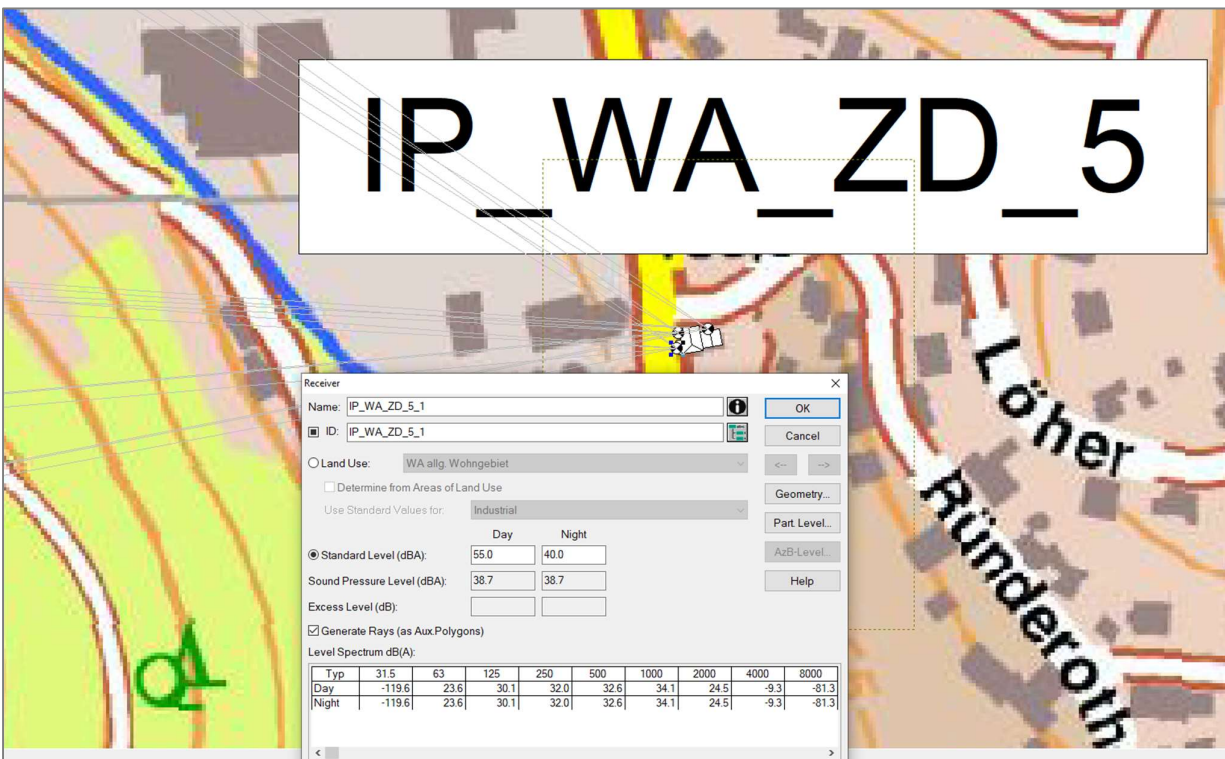 IP_WA_ZD_5
Löher
Ründeroth
Receiver
Name: IP_WA_ZD_5_1
OK
ID: IP_WA_ZD_5_1
Cancel
Land Use: WA allg. Wohngebiet
<-- -->
Determine from Areas of Land Use
Geometry...
Use Standard Values for: Industrial
Part. Level...
Day Night
Standard Level (dBA): 55.0 40.0
AzB-Level...
Sound Pressure Level (dBA): 38.7 38.7
Help
Excess Level (dB):
Generate Rays (as Aux.Polygons)
Level Spectrum dB(A):
Typ 31.5 63 125 250 500 1000 2000 4000 8000
Day -119.6 23.6 30.1 32.0 32.6 34.1 24.5 -9.3 -81.3
Night -119.6 23.6 30.1 32.0 32.6 34.1 24.5 -9.3 -81.3